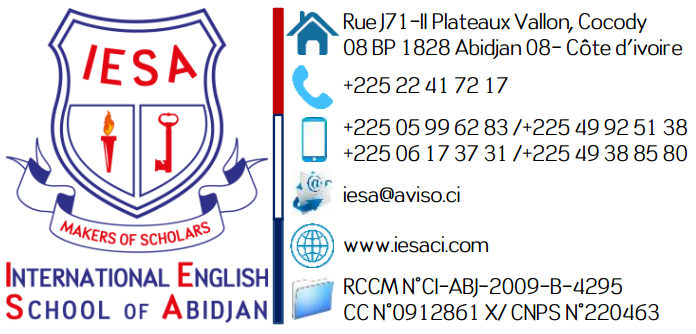 IESA
MAKERS OF SCHOLARS
INTERNATIONAL ENGLISH
SCHOOL OF ABIDJAN
Rue J71-II Plateaux Vallon, Cocody
08 BP 1828 Abidjan 08- Côte d'ivoire
+225 22 41 72 17
+225 05 99 62 83 /+225 49 92 51 38
+225 06 17 37 31 /+225 49 38 85 80
@
iesa@aviso.ci
www.iesaci.com
RCCM N°CI-ABJ-2009-B-4295
CC N°0912861 X/ CNPS N°220463